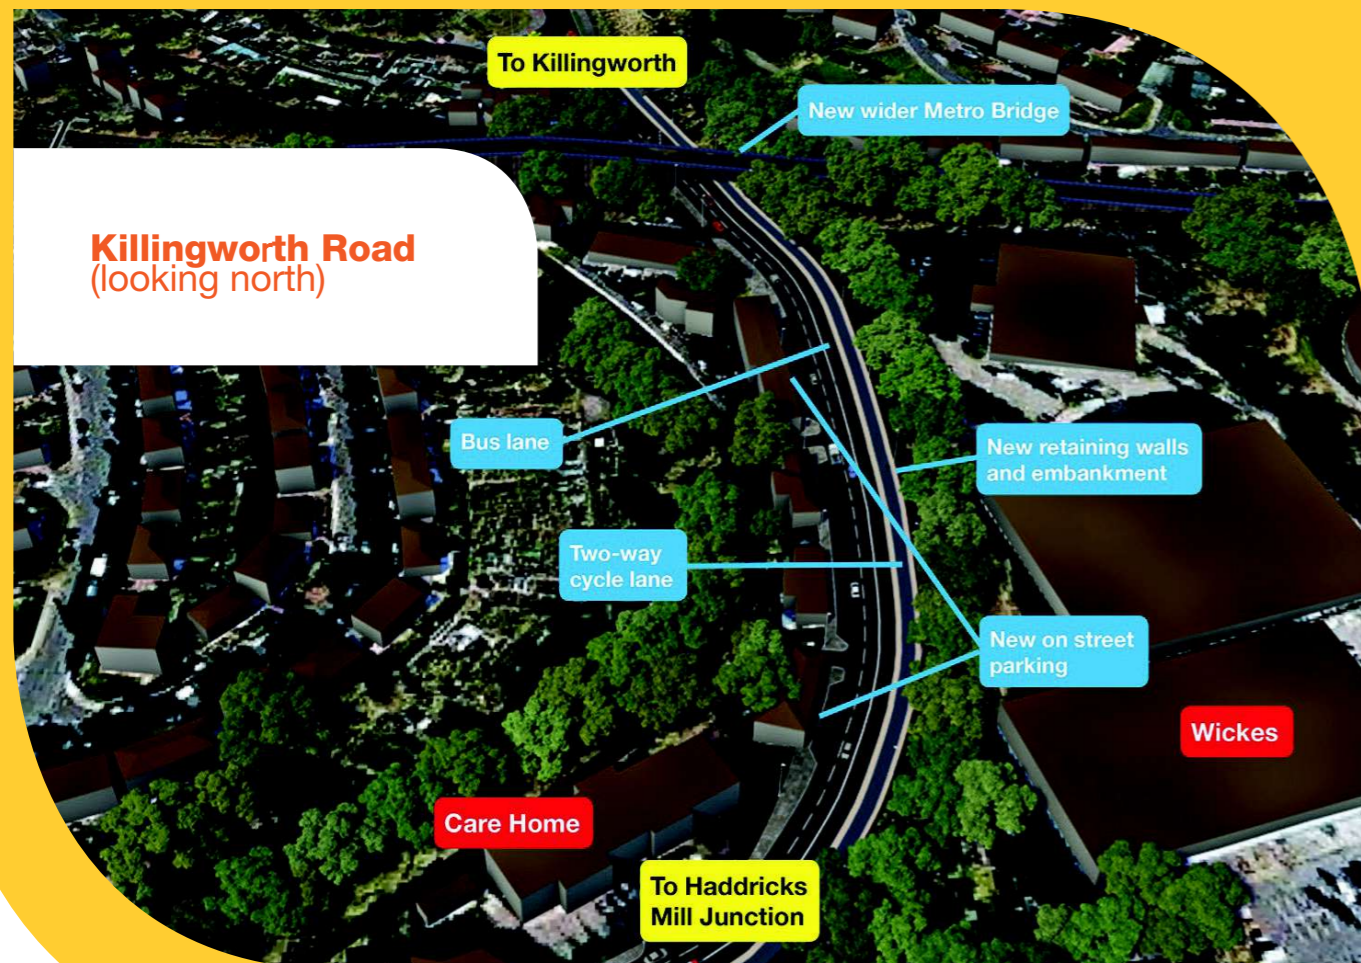 To Killingworth
New wider Metro Bridge
Killingworth Road
(looking north)
Bus lane
New retaining walls
and embankment
Two-way
cycle lane
New on street
parking
Wickes
Care Home
To Haddricks
Mill Junction